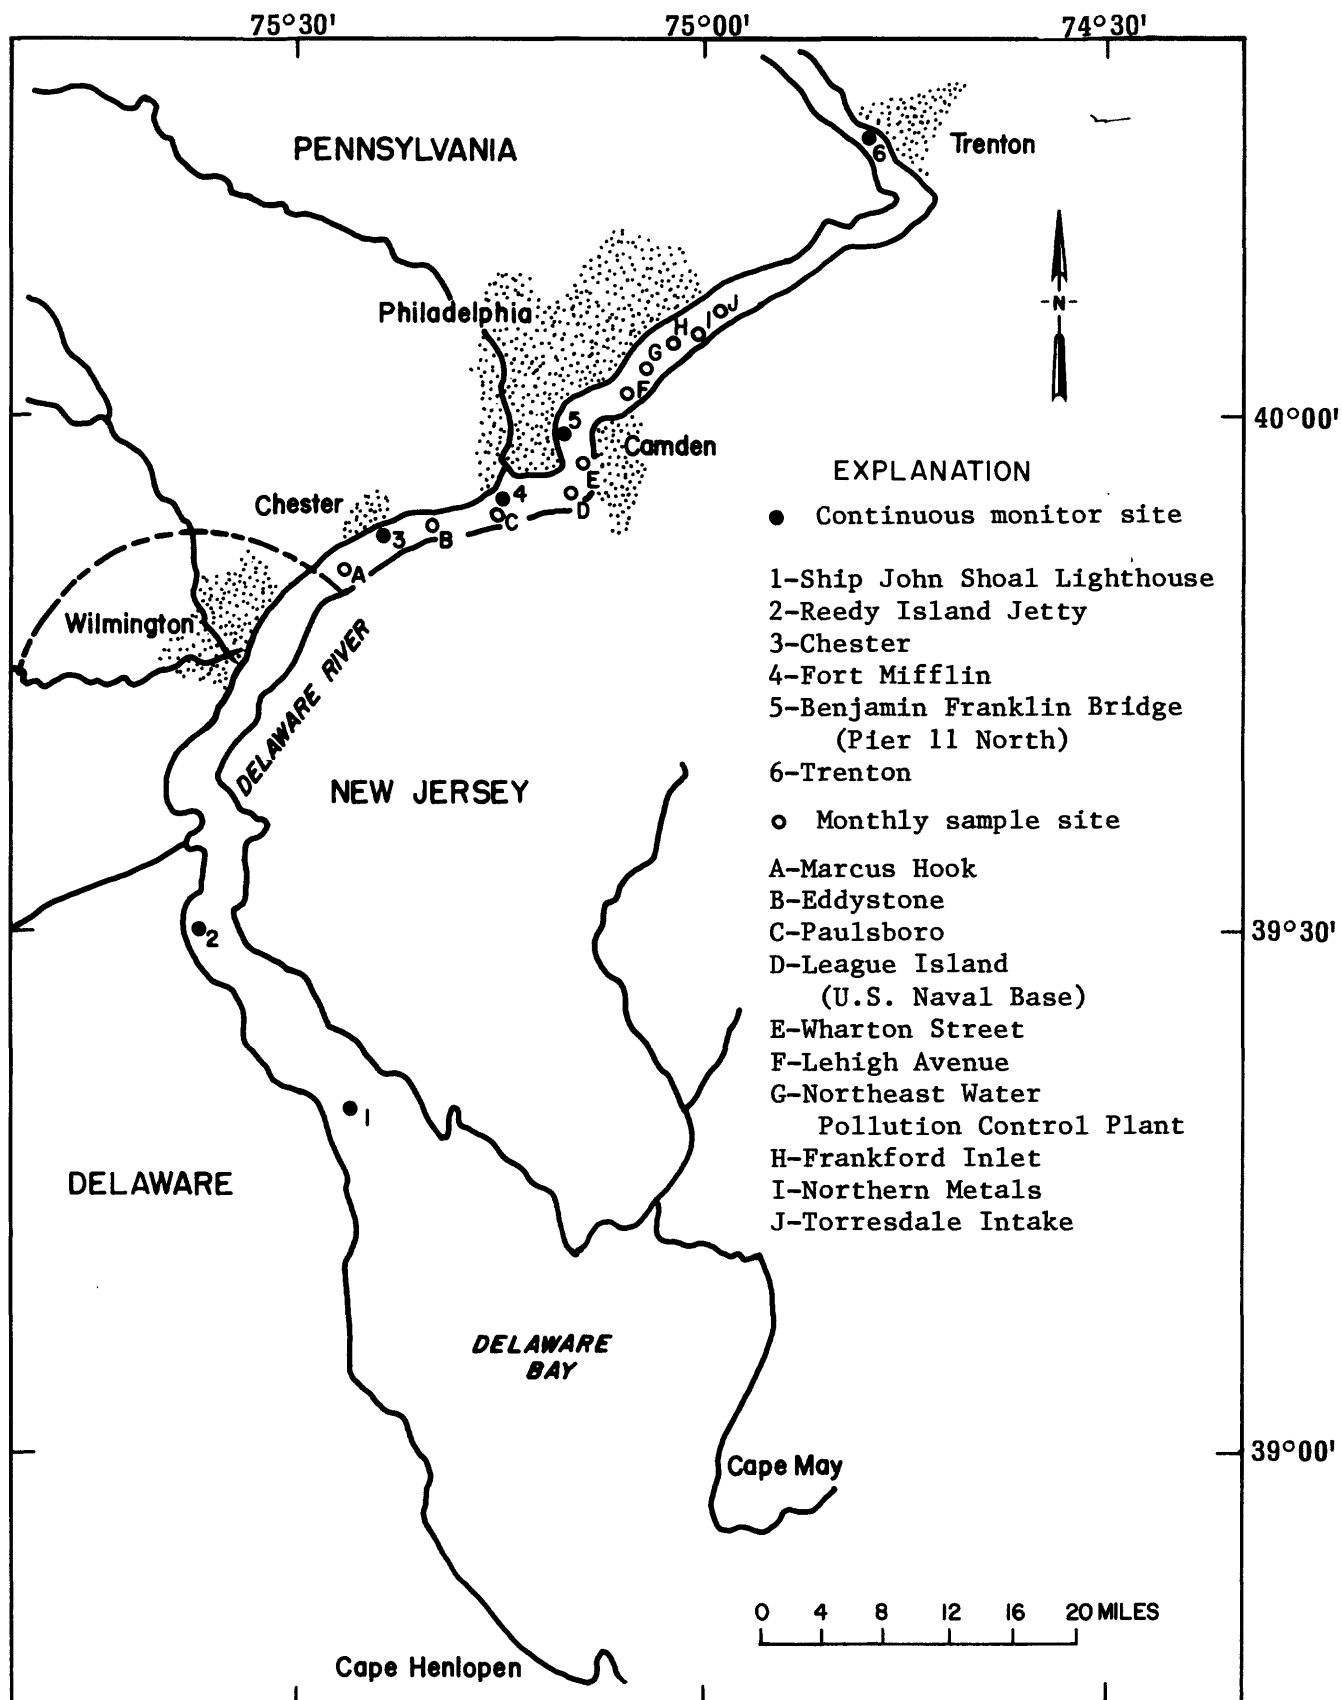 75°30' 75°00' 74°30'
PENNSYLVANIA
Trenton
6
Philadelphia
-N-
J
I
H
G
F
5
40°00'
Camden
E
EXPLANATION
Chester
4
D
C
● Continuous monitor site
3
B
A
1-Ship John Shoal Lighthouse
2-Reedy Island Jetty
Wilmington
3-Chester
4-Fort Mifflin
DELAWARE RIVER
5-Benjamin Franklin Bridge
(Pier 11 North)
6-Trenton
NEW JERSEY
o Monthly sample site
A-Marcus Hook
B-Eddystone
C-Paulsboro
2
39°30'
D-League Island
(U.S. Naval Base)
E-Wharton Street
F-Lehigh Avenue
G-Northeast Water
Pollution Control Plant
1
H-Frankford Inlet
DELAWARE
I-Northern Metals
J-Torresdale Intake
DELAWARE
BAY
39°00'
Cape May
0 4 8 12 16 20 MILES
Cape Henlopen